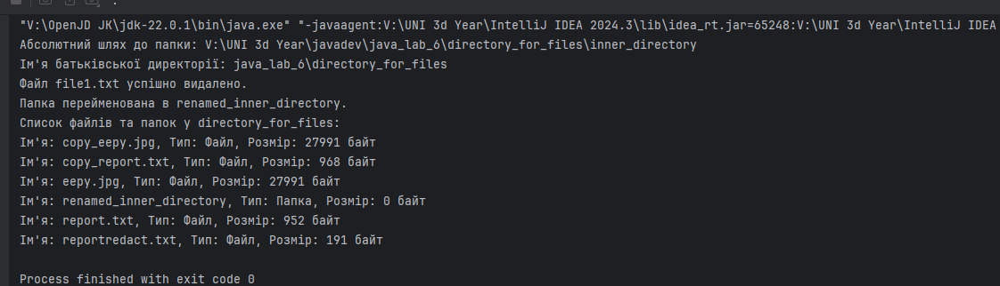 "V:\OpenJD JK\jdk-22.0.1\bin\java.exe" "-javaagent:V:\UNI 3d Year\IntelliJ IDEA 2024.3\lib\idea_rt.jar=65248:V:\UNI 3d Year\IntelliJ IDEA
Абсолютний шлях до папки: V:\UNI 3d Year\javadev\java_lab_6\directory_for_files\inner_directory
Ім'я батьківської директорії: java_lab_6\directory_for_files
Файл file1.txt успішно видалено.
Папка перейменована в renamed_inner_directory.
Список файлів та папок у directory_for_files:
Ім'я: copy_eepy.jpg, Тип: Файл, Розмір: 27991 байт
Ім'я: copy_report.txt, Тип: Файл, Розмір: 968 байт
Ім'я: eepy.jpg, Тип: Файл, Розмір: 27991 байт
Ім'я: renamed_inner_directory, Тип: Папка, Розмір: 0 байт
Ім'я: report.txt, Тип: Файл, Розмір: 952 байт
Ім'я: reportredact.txt, Тип: Файл, Розмір: 191 байт
Process finished with exit code 0